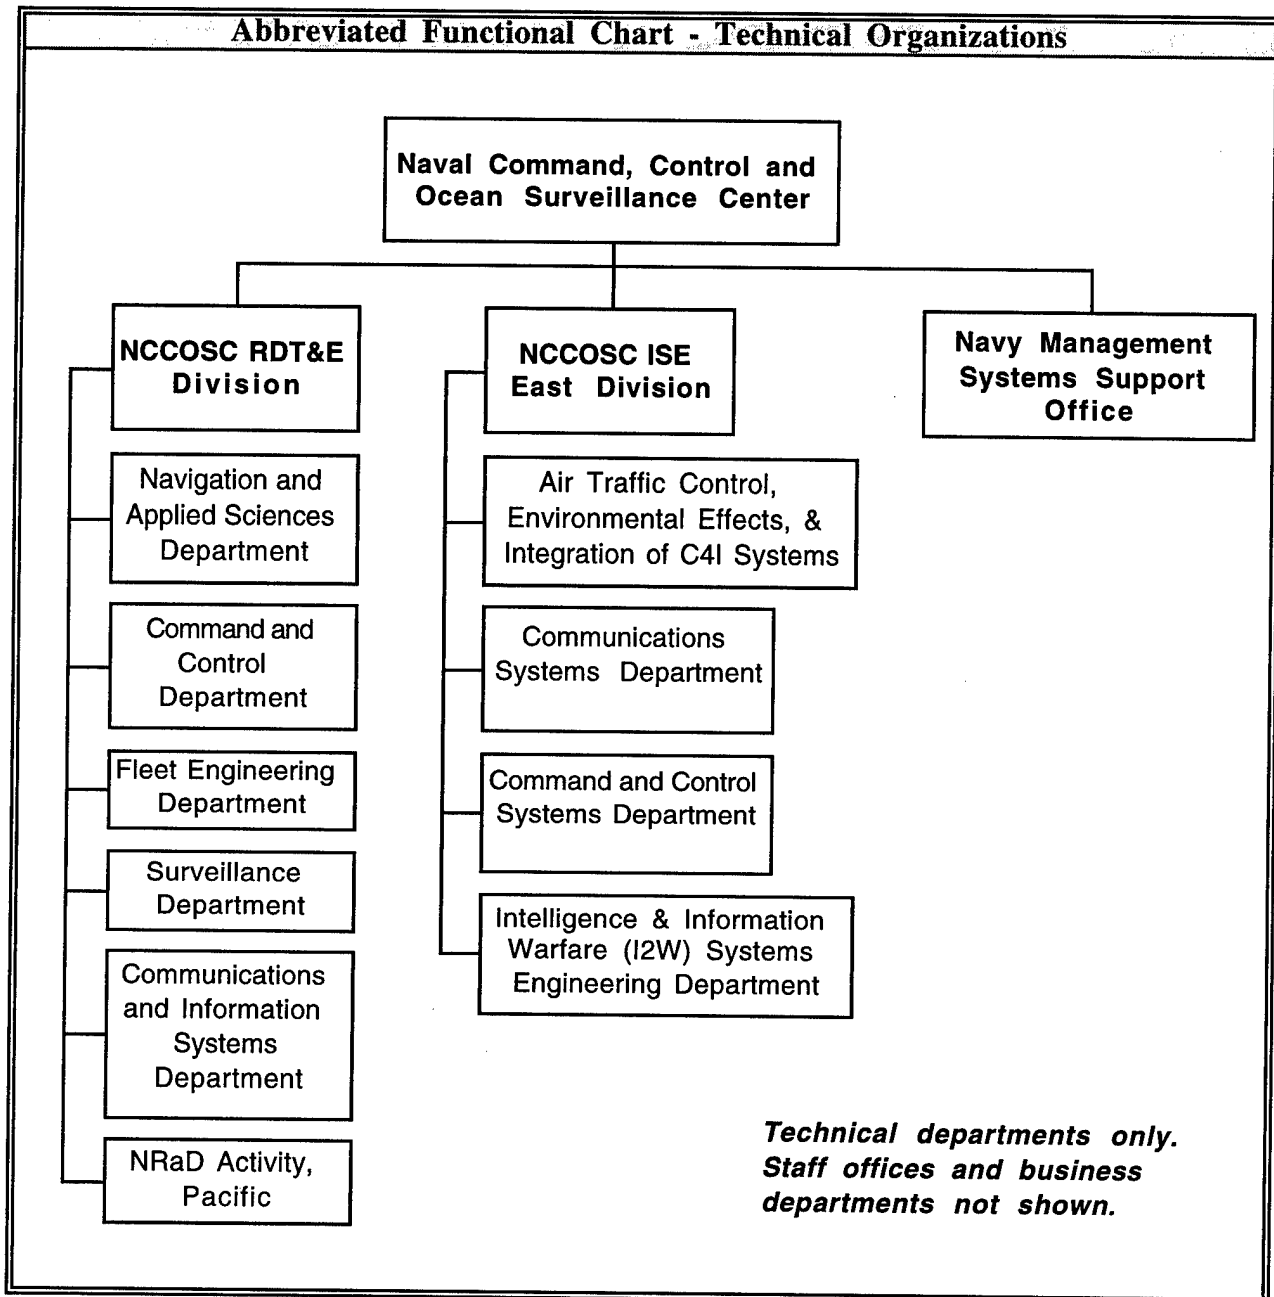 Abbreviated Functional Chart - Technical Organizations
Naval Command, Control and
Ocean Surveillance Center
NCCOSC RDT&E
Division
Navigation and
Applied Sciences
Department
Command and
Control
Department
Fleet Engineering
Department
Surveillance
Department
Communications
and Information
Systems
Department
NRaD Activity,
Pacific
NCCOSC ISE
East Division
Air Traffic Control,
Environmental Effects, &
Integration of C4I Systems
Communications
Systems Department
Command and Control
Systems Department
Intelligence & Information
Warfare (I2W) Systems
Engineering Department
Navy Management
Systems Support
Office
Technical departments only.
Staff offices and business
departments not shown.